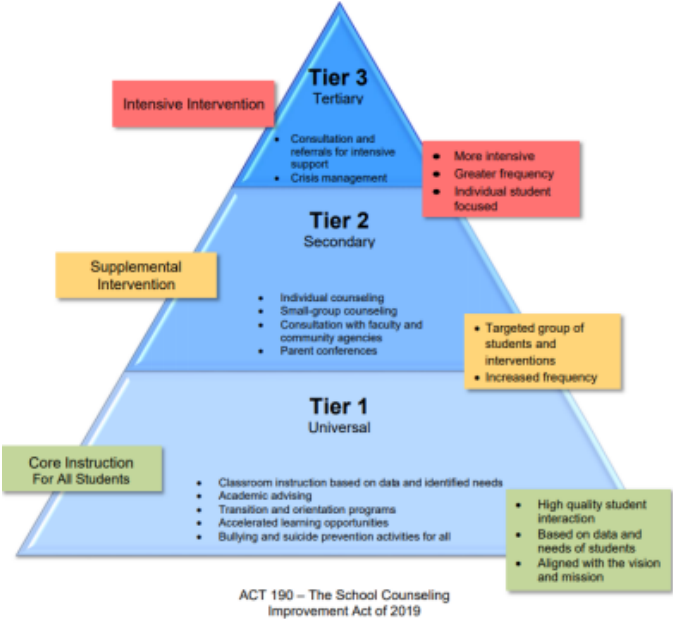 Tier 3
Tertiary
Intensive Intervention
• Consultation and
referrals for intensive
support
• Crisis management
• More intensive
• Greater frequency
• Individual student
focused
Tier 2
Secondary
Supplemental
Intervention
• Individual counseling
• Small-group counseling
• Consultation with faculty and
community agencies
• Parent conferences
• Targeted group of
students and
interventions
• Increased frequency
Tier 1
Universal
Core Instruction
For All Students
• Classroom instruction based on data and identified needs
• Academic advising
• Transition and orientation programs
• Accelerated learning opportunities
• Bullying and suicide prevention activities for all
• High quality student
interaction
• Based on data and
needs of students
• Aligned with the vision
and mission
ACT 190 – The School Counseling
Improvement Act of 2019